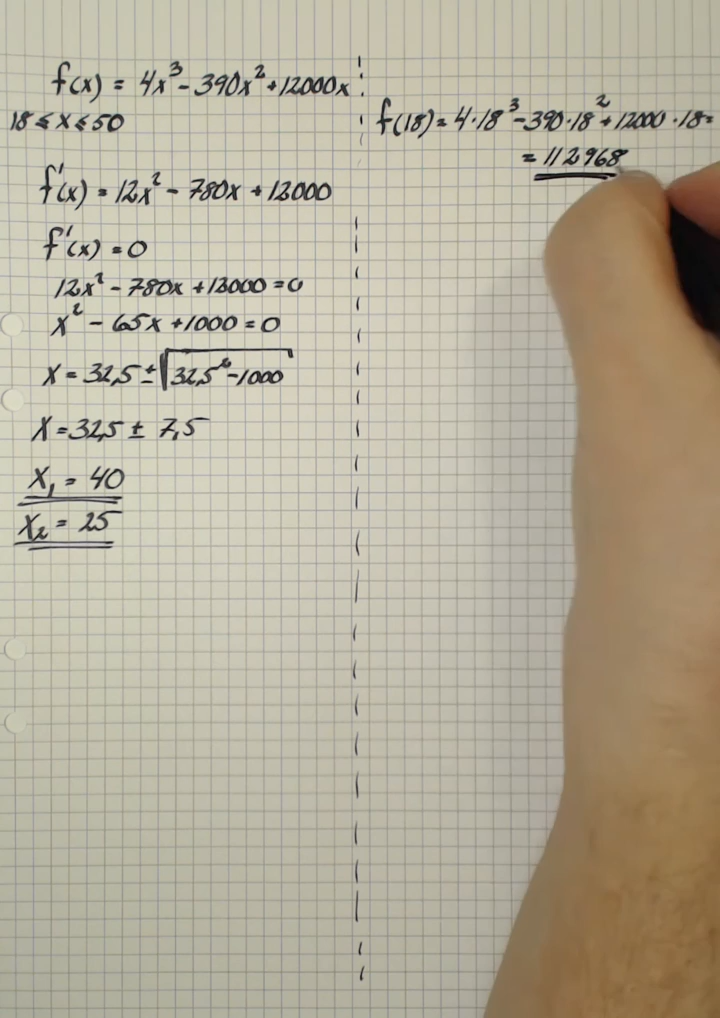 f(x) = 4x³ - 390x² + 12000x
18 ≤ x ≤ 50
f'(x) = 12x² - 780x + 12000
f'(x) = 0
12x² - 780x + 12000 = 0
x² - 65x + 1000 = 0
x = 32,5 ± √32,5² - 1000
x = 32,5 ± 7,5
x₁ = 40
x₂ = 25
f(18) = 4·18³ - 390·18² + 12000·18 =
= 112968